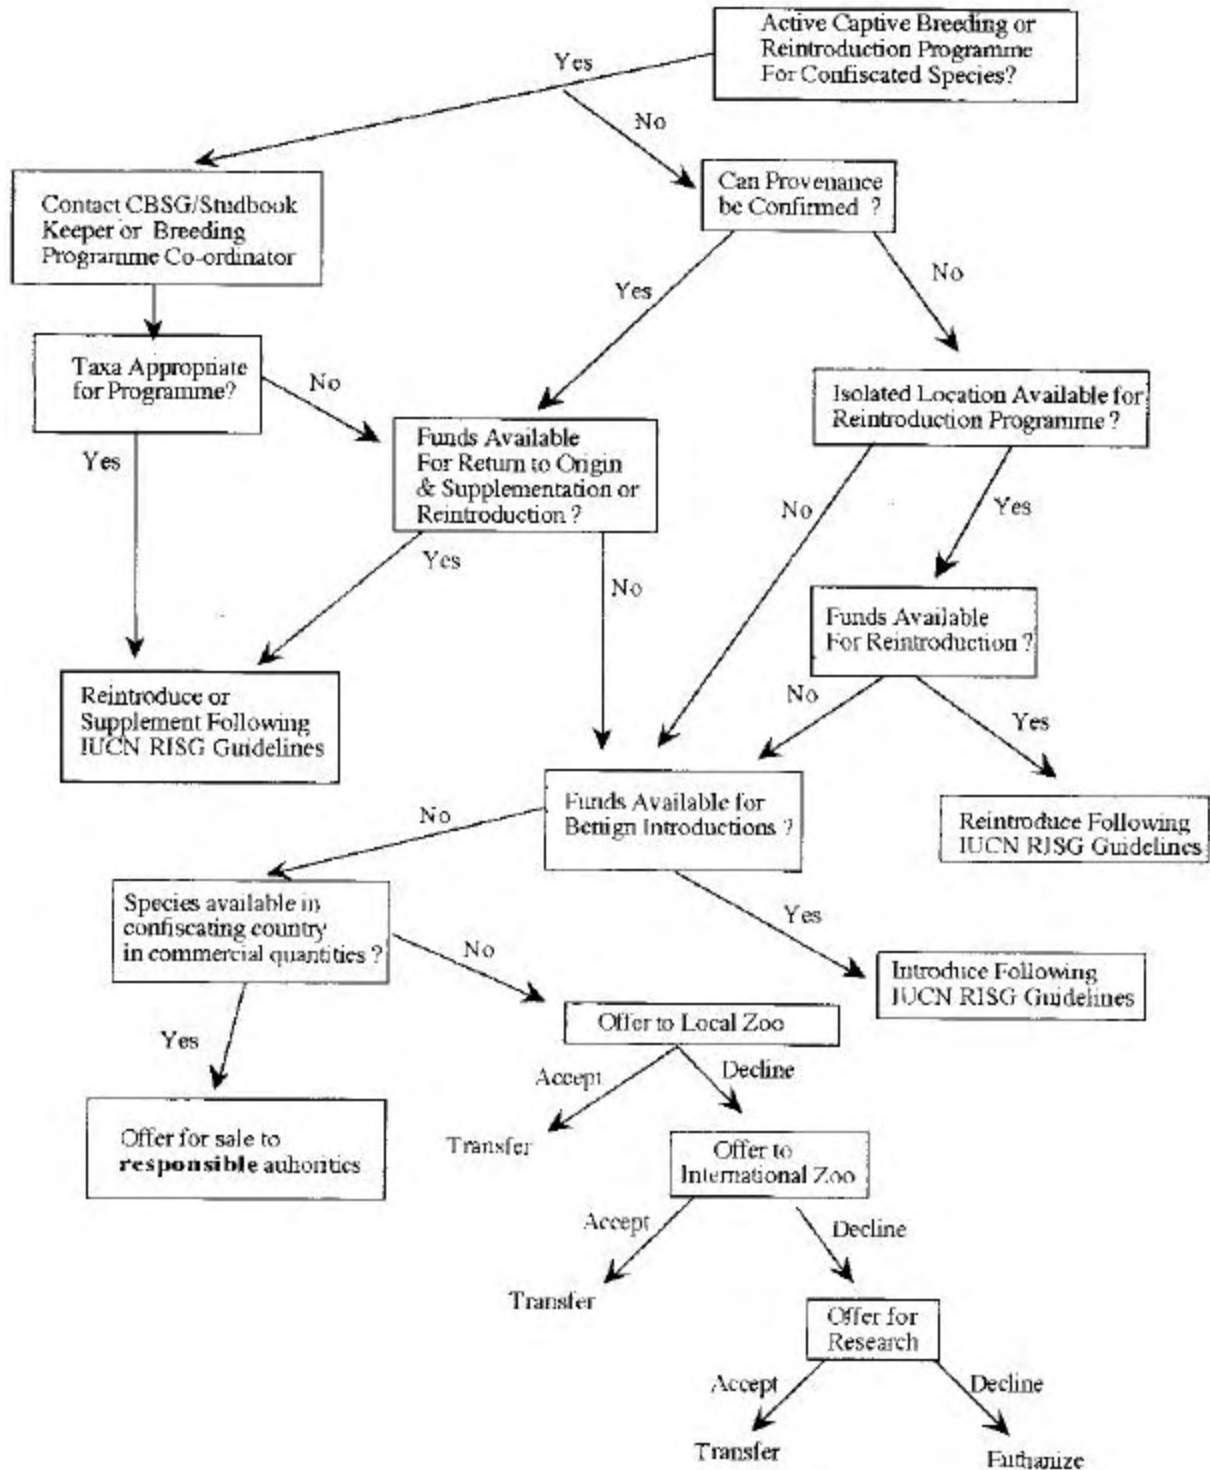 Active Captive Breeding or
Reintroduction Programme
For Confiscated Species?
Yes
No
Can Provenance
be Confirmed ?
Contact CBSG/Studbook
Keeper or Breeding
Programme Co-ordinator
Yes
No
Taxa Appropriate
for Programme?
No
Isolated Location Available for
Reintroduction Programme ?
Yes
Funds Available
For Return to Origin
& Supplementation or
Reintroduction ?
No
Yes
Yes
No
Funds Available
For Reintroduction ?
Reintroduce or
Supplement Following
IUCN RISG Guidelines
No
Yes
Funds Available for
Benign Introductions ?
No
Reintroduce Following
IUCN RISG Guidelines
Species available in
confiscating country
in commercial quantities ?
Yes
No
Introduce Following
IUCN RISG Guidelines
Offer to Local Zoo
Yes
Accept
Decline
Offer for sale to
responsible auhorities
Transfer
Offer to
International Zoo
Accept
Decline
Transfer
Offer for
Research
Accept
Decline
Transfer
Euthanize